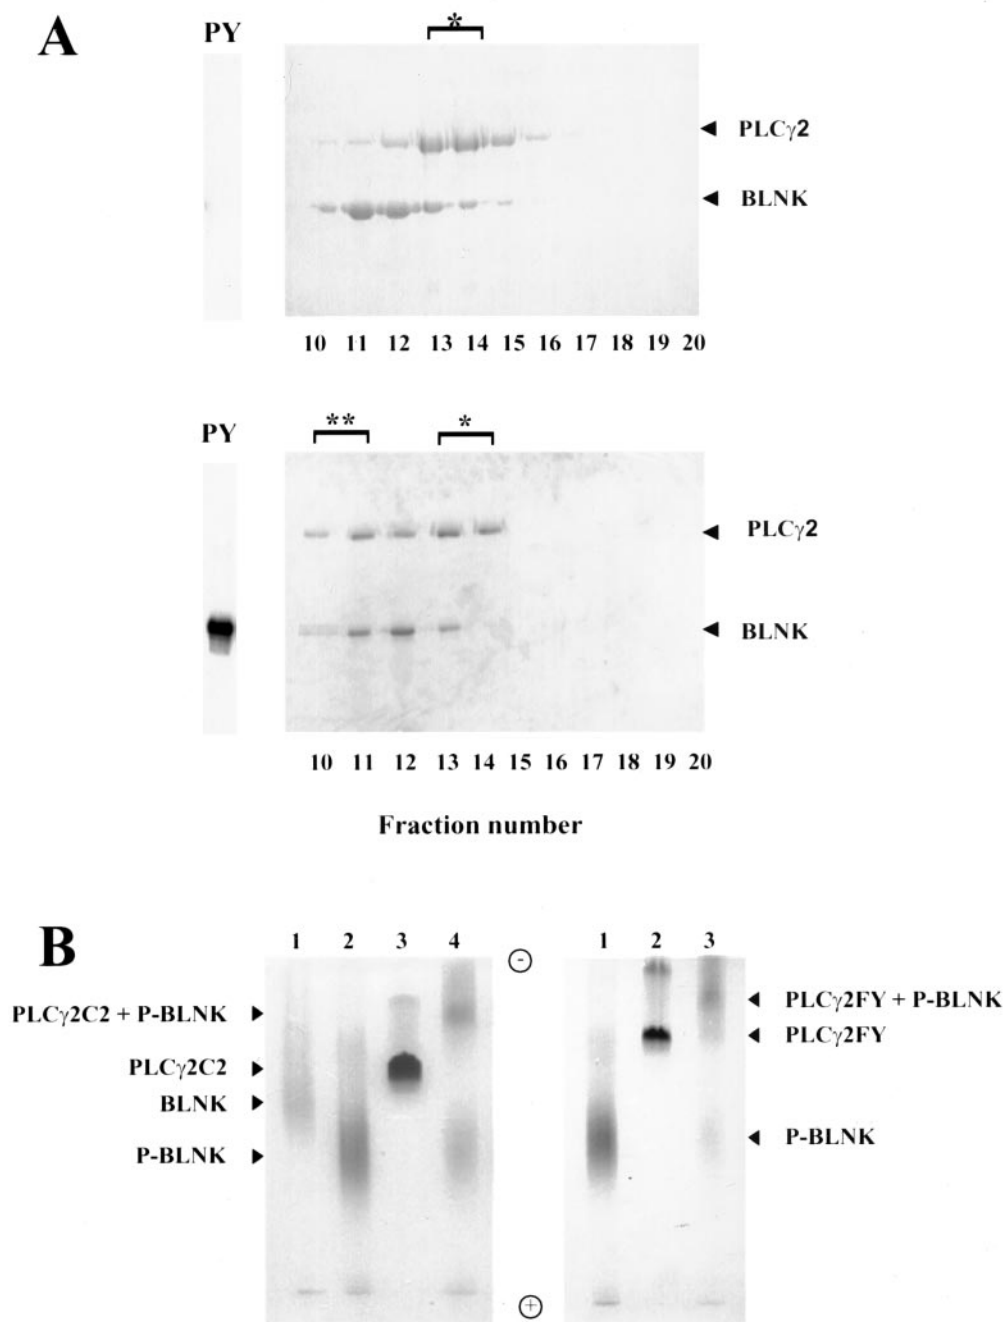 A
PY
*
PLCγ2
BLNK
10 11 12 13 14 15 16 17 18 19 20
PY
** *
PLCγ2
BLNK
10 11 12 13 14 15 16 17 18 19 20
Fraction number
B
1 2 3 4
-
1 2 3
PLCγ2C2 + P-BLNK
PLCγ2C2
BLNK
P-BLNK
PLCγ2FY + P-BLNK
PLCγ2FY
P-BLNK
+